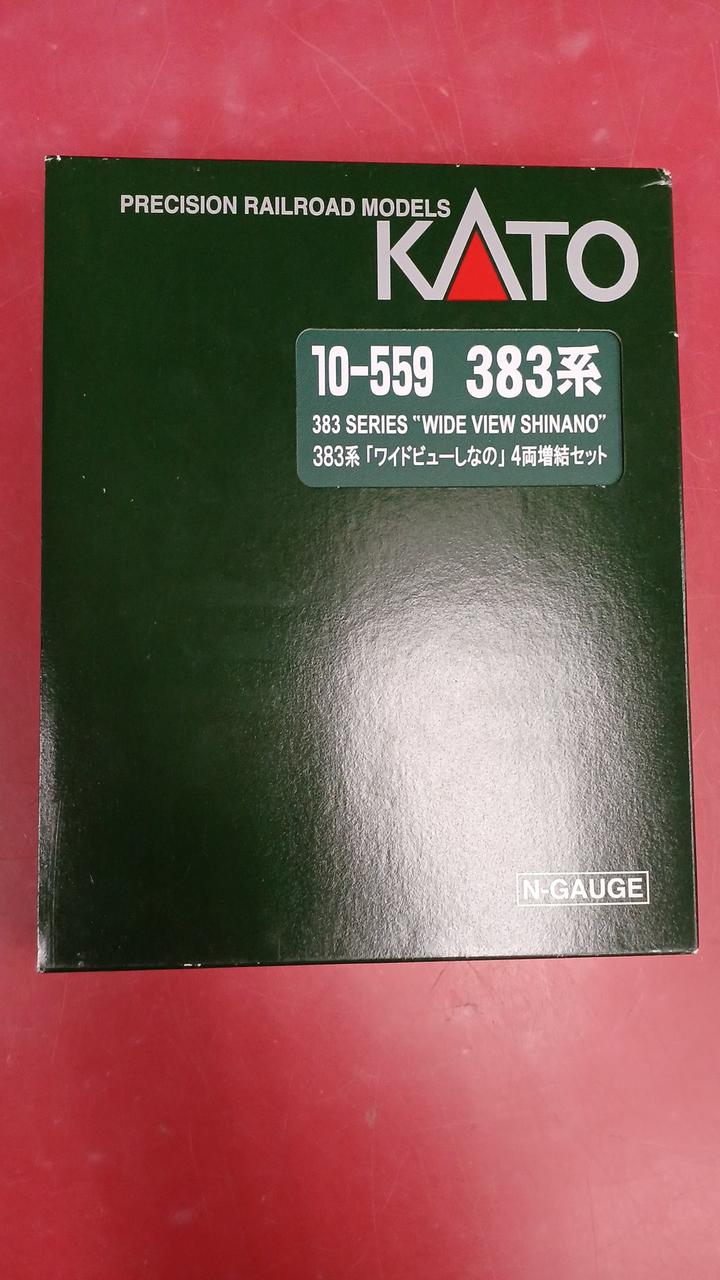 PRECISION RAILROAD MODELS
KATO
10-559 383系
383 SERIES “WIDE VIEW SHINANO”
383系「ワイドビューしなの」4両増結セット
N-GAUGE